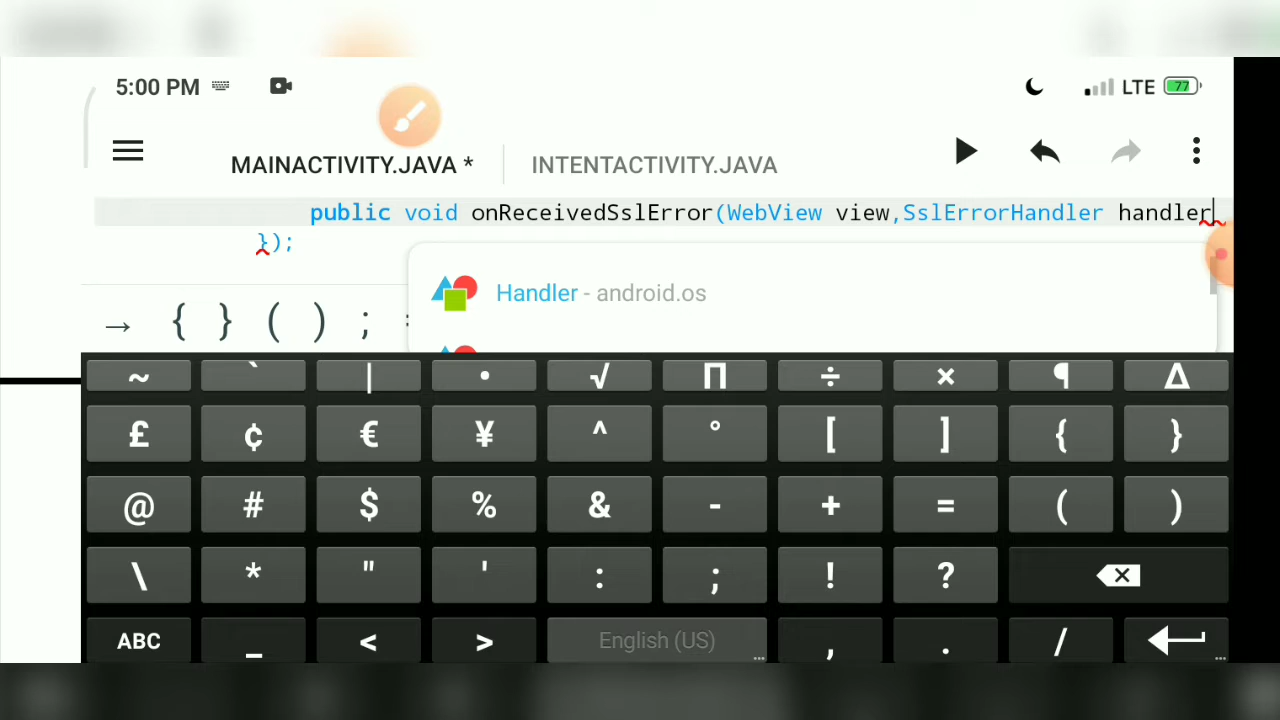 5:00 PM LTE 77
MAINACTIVITY.JAVA * INTENTACTIVITY.JAVA
public void onReceivedSslError(WebView view,SslErrorHandler handler
});
Handler - android.os
→ { } ( ) ;
~ ` | • √ Π ÷ × ¶ Δ
£ ¢ € ¥ ^ ° [ ] { }
@ # $ % & - + = ( )
\ * " ' : ; ! ?
ABC _ < > English (US) , . /